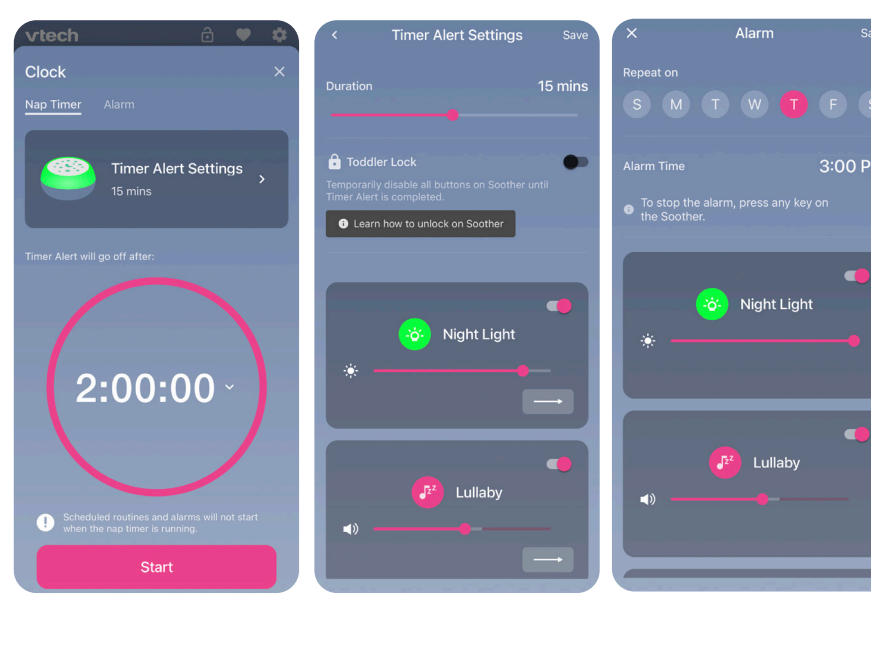 vtech
Clock
Nap Timer Alarm
Timer Alert Settings
15 mins
Timer Alert will go off after:
2:00:00
Scheduled routines and alarms will not start
when the nap timer is running.
Start
Timer Alert Settings Save
Duration 15 mins
Toddler Lock
Temporarily disable all buttons on Soother until
Timer Alert is completed.
Learn how to unlock on Soother
Night Light
Lullaby
Alarm Sa
Repeat on
S M T W T F S
Alarm Time 3:00 P
To stop the alarm, press any key on
the Soother.
Night Light
Lullaby